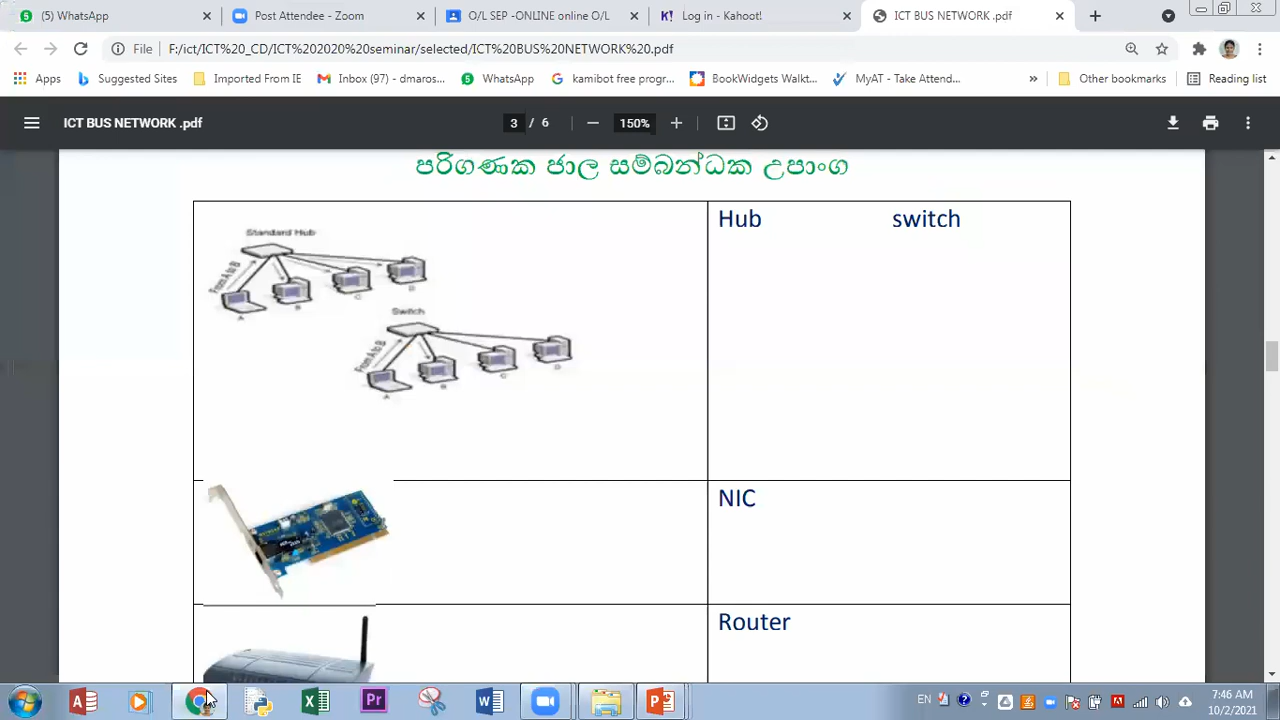 (5) WhatsApp
Post Attendee - Zoom
O/L SEP -ONLINE online O/L
Log in - Kahoot!
ICT BUS NETWORK .pdf
File
F:/ict/ICT%20_CD/ICT%202020%20seminar/selected/ICT%20BUS%20NETWORK%20.pdf
Apps
Suggested Sites
Imported From IE
Inbox (97) - dmaros...
WhatsApp
kamibot free progr...
BookWidgets Walkt...
MyAT - Take Attend...
»
Other bookmarks
Reading list
ICT BUS NETWORK .pdf
3 / 6
150%
පරිගණක ජාල සම්බන්ධක උපාංග
Standard Hub
From A to B
A
B
C
D
Switch
From A to B
A
B
C
D
Hub switch
NIC
Router
EN
7:46 AM
10/2/2021